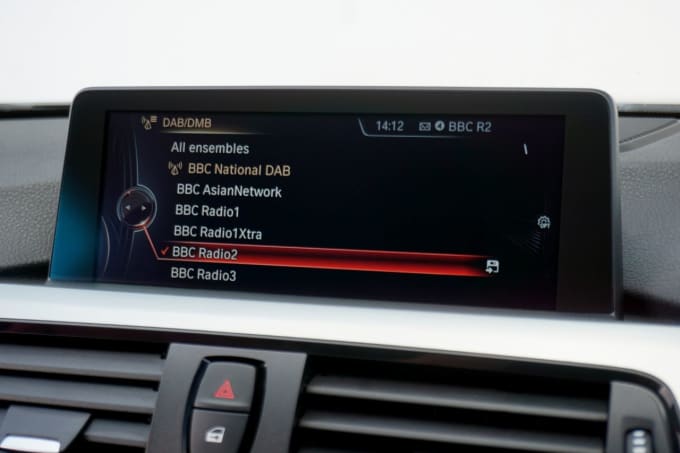 DAB/DMB
14:12 BBC R2
All ensembles
BBC National DAB
BBC AsianNetwork
BBC Radio1
BBC Radio1Xtra
BBC Radio2
BBC Radio3